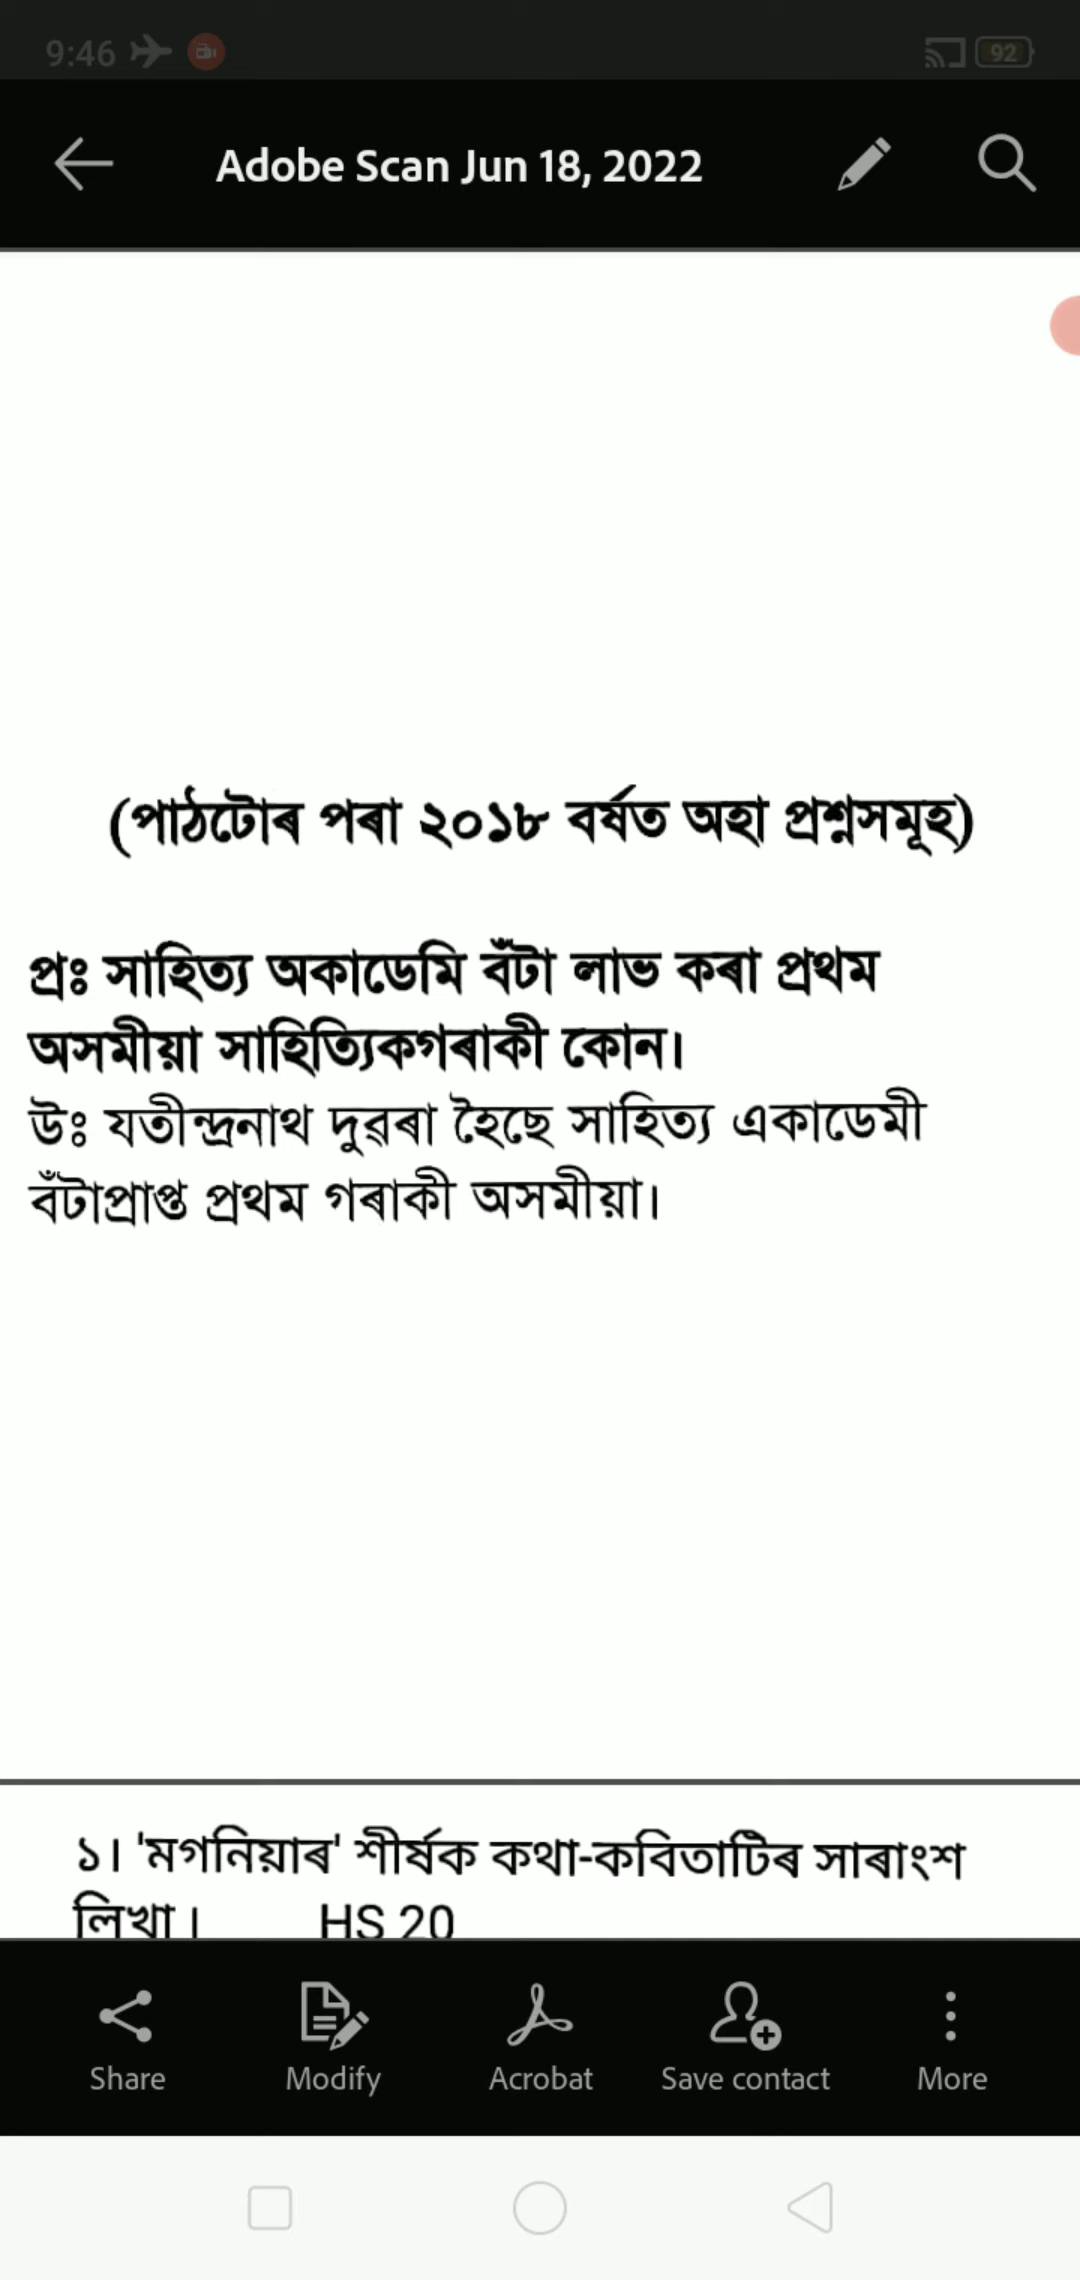 9:46
92
Adobe Scan Jun 18, 2022
(পাঠটোৰ পৰা ২০১৮ বৰ্ষত অহা প্ৰশ্নসমূহ)
প্ৰঃ সাহিত্য অকাডেমি বঁটা লাভ কৰা প্ৰথম
অসমীয়া সাহিত্যিকগৰাকী কোন।
উঃ যতীন্দ্ৰনাথ দুৱৰা হৈছে সাহিত্য একাডেমী
বঁটাপ্ৰাপ্ত প্ৰথম গৰাকী অসমীয়া।
১। 'মগনিয়াৰ' শীৰ্ষক কথা-কবিতাটিৰ সাৰাংশ
লিখা। HS 20
Share Modify Acrobat Save contact More